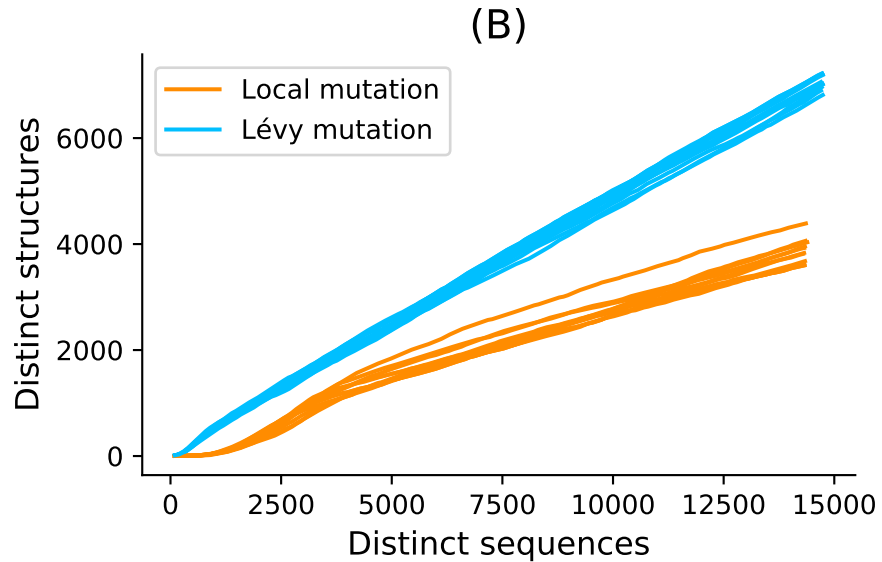 (B)
Local mutation
Lévy mutation
Distinct structures
6000
4000
2000
0
0 2500 5000 7500 10000 12500 15000
Distinct sequences